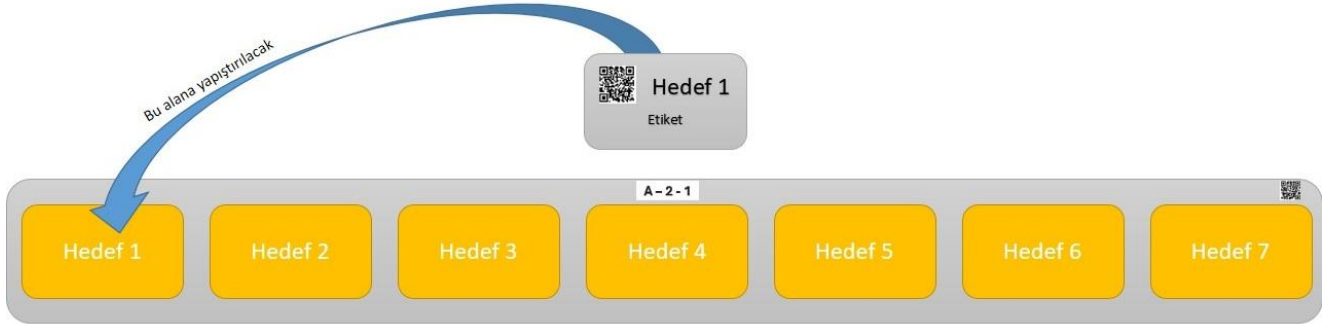 Bu alana yapıştırılacak
Hedef 1
Etiket
A-2-1
Hedef 1
Hedef 2
Hedef 3
Hedef 4
Hedef 5
Hedef 6
Hedef 7